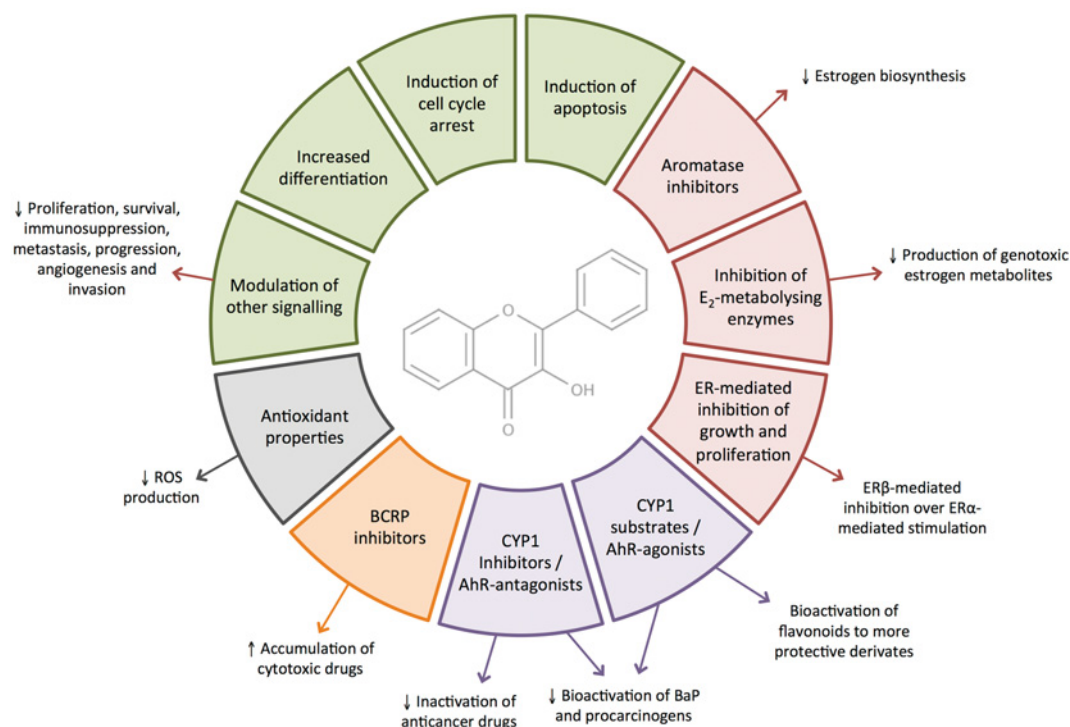 Induction of
cell cycle
arrest
Induction of
apoptosis
↓ Estrogen biosynthesis
Aromatase
inhibitors
Increased
differentiation
↓ Proliferation, survival,
immunosuppression,
metastasis, progression,
angiogenesis and
invasion
Modulation of
other signalling
Inhibition of
E₂-metabolysing
enzymes
↓ Production of genotoxic
estrogen metabolites
O
OH
O
ER-mediated
inhibition of
growth and
proliferation
ERβ-mediated
inhibition over ERα-
mediated stimulation
Antioxidant
properties
↓ ROS
production
BCRP
inhibitors
↑ Accumulation of
cytotoxic drugs
CYP1
Inhibitors /
AhR-antagonists
↓ Inactivation of
anticancer drugs
↓ Bioactivation of BaP
and procarcinogens
CYP1
substrates /
AhR-agonists
Bioactivation of
flavonoids to more
protective derivates